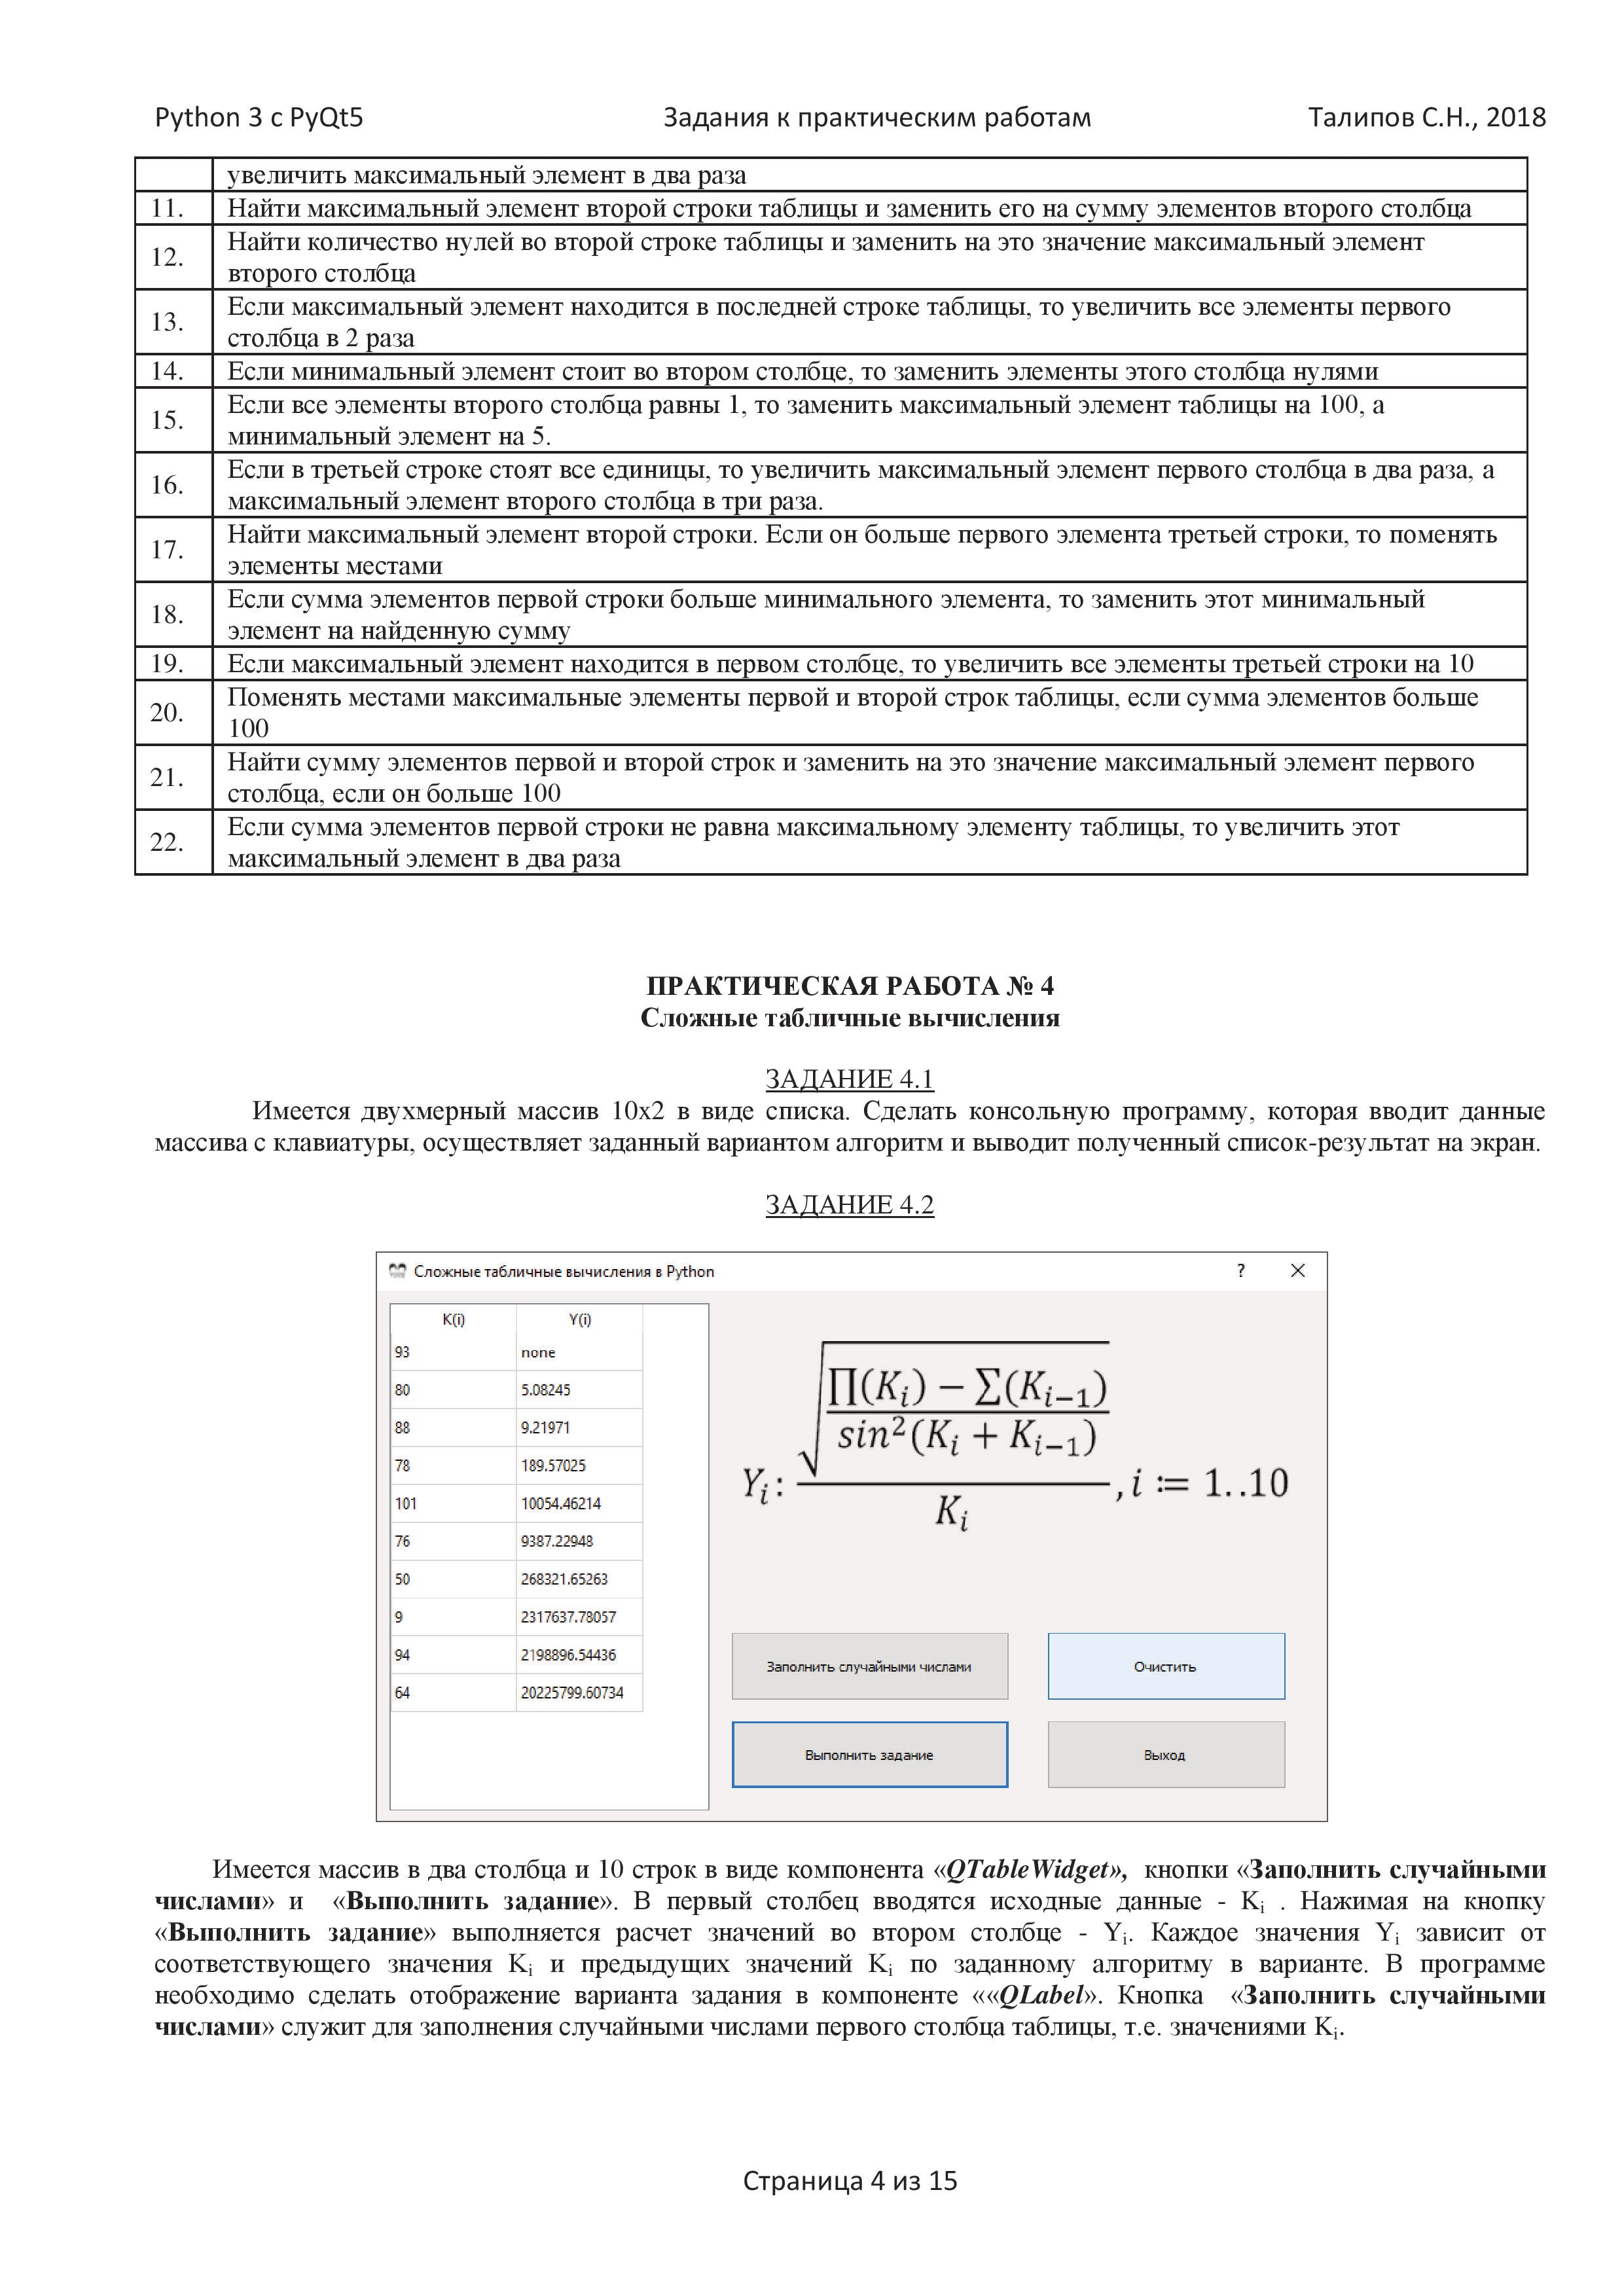 Python 3 с PyQt5 Задания к практическим работам Талипов С.Н., 2018
увеличить максимальный элемент в два раза
11. Найти максимальный элемент второй строки таблицы и заменить его на сумму элементов второго столбца
12. Найти количество нулей во второй строке таблицы и заменить на это значение максимальный элемент
второго столбца
13. Если максимальный элемент находится в последней строке таблицы, то увеличить все элементы первого
столбца в 2 раза
14. Если минимальный элемент стоит во втором столбце, то заменить элементы этого столбца нулями
15. Если все элементы второго столбца равны 1, то заменить максимальный элемент таблицы на 100, а
минимальный элемент на 5.
16. Если в третьей строке стоят все единицы, то увеличить максимальный элемент первого столбца в два раза, а
максимальный элемент второго столбца в три раза.
17. Найти максимальный элемент второй строки. Если он больше первого элемента третьей строки, то поменять
элементы местами
18. Если сумма элементов первой строки больше минимального элемента, то заменить этот минимальный
элемент на найденную сумму
19. Если максимальный элемент находится в первом столбце, то увеличить все элементы третьей строки на 10
20. Поменять местами максимальные элементы первой и второй строк таблицы, если сумма элементов больше
100
21. Найти сумму элементов первой и второй строк и заменить на это значение максимальный элемент первого
столбца, если он больше 100
22. Если сумма элементов первой строки не равна максимальному элементу таблицы, то увеличить этот
максимальный элемент в два раза
ПРАКТИЧЕСКАЯ РАБОТА № 4
Сложные табличные вычисления
ЗАДАНИЕ 4.1
Имеется двухмерный массив 10x2 в виде списка. Сделать консольную программу, которая вводит данные
массива с клавиатуры, осуществляет заданный вариантом алгоритм и выводит полученный список-результат на экран.
ЗАДАНИЕ 4.2
Сложные табличные вычисления в Python ?
K(i) Y(i)
93 none
80 5.08245
88 9.21971
78 189.57025
101 10054.46214
76 9387.22948
50 268321.65263
9 2317637.78057
94 2198896.54436
64 20225799.60734
∏(Kᵢ) − ∑(Kᵢ₋₁)
sin²(Kᵢ + Kᵢ₋₁)
Yᵢ: √ , i ≔ 1..10
Kᵢ
Заполнить случайными числами Очистить
Выполнить задание Выход
Имеется массив в два столбца и 10 строк в виде компонента «QTableWidget», кнопки «Заполнить случайными
числами» и «Выполнить задание». В первый столбец вводятся исходные данные - Kᵢ . Нажимая на кнопку
«Выполнить задание» выполняется расчет значений во втором столбце - Yᵢ. Каждое значения Yᵢ зависит от
соответствующего значения Kᵢ и предыдущих значений Kᵢ по заданному алгоритму в варианте. В программе
необходимо сделать отображение варианта задания в компоненте ««QLabel». Кнопка «Заполнить случайными
числами» служит для заполнения случайными числами первого столбца таблицы, т.е. значениями Kᵢ.
Страница 4 из 15